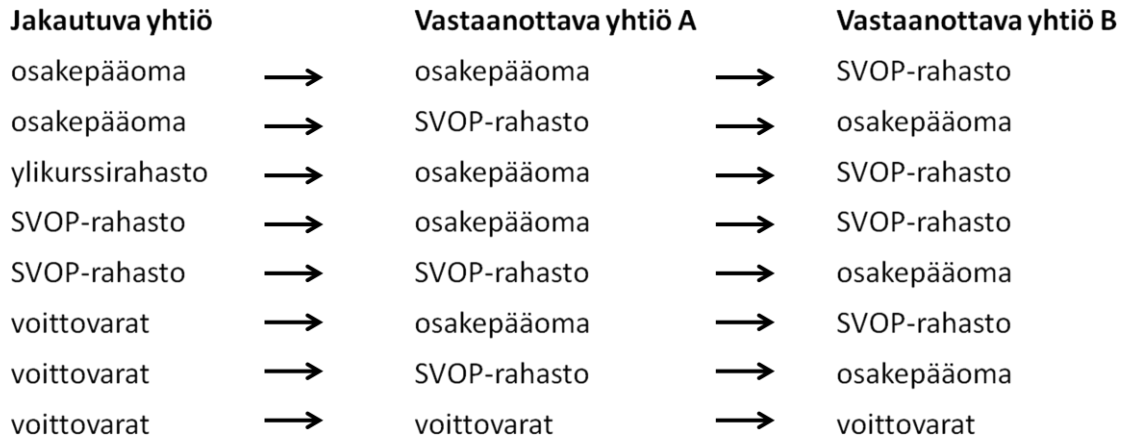 Jakautuva yhtiö Vastaanottava yhtiö A Vastaanottava yhtiö B
osakepääoma → osakepääoma → SVOP-rahasto
osakepääoma → SVOP-rahasto → osakepääoma
ylikurssirahasto → osakepääoma → SVOP-rahasto
SVOP-rahasto → osakepääoma → SVOP-rahasto
SVOP-rahasto → SVOP-rahasto → osakepääoma
voittovarat → osakepääoma → SVOP-rahasto
voittovarat → SVOP-rahasto → osakepääoma
voittovarat → voittovarat → voittovarat